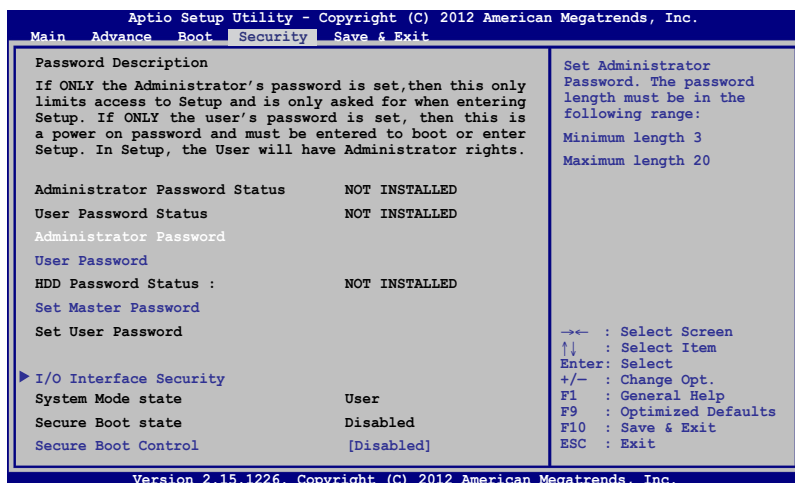 Aptio Setup Utility - Copyright (C) 2012 American Megatrends, Inc.
Main Advance Boot Security Save & Exit
Password Description
If ONLY the Administrator's password is set,then this only
limits access to Setup and is only asked for when entering
Setup. If ONLY the user's password is set, then this is
a power on password and must be entered to boot or enter
Setup. In Setup, the User will have Administrator rights.
Administrator Password Status NOT INSTALLED
User Password Status NOT INSTALLED
Administrator Password
User Password
HDD Password Status : NOT INSTALLED
Set Master Password
Set User Password
I/O Interface Security
System Mode state User
Secure Boot state Disabled
Secure Boot Control [Disabled]
Set Administrator
Password. The password
length must be in the
following range:
Minimum length 3
Maximum length 20
→← : Select Screen
↑↓ : Select Item
Enter: Select
+/— : Change Opt.
F1 : General Help
F9 : Optimized Defaults
F10 : Save & Exit
ESC : Exit
Version 2.15.1226. Copyright (C) 2012 American Megatrends, Inc.